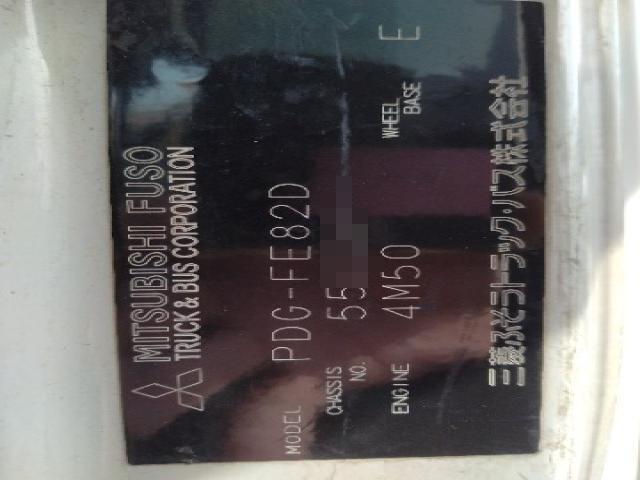 MITSUBISHI FUSO
TRUCK & BUS CORPORATION
MODEL PDG-FE82D
CHASSIS NO. 55
ENGINE 4M50 WHEEL BASE E
三菱ふそうトラック・バス株式会社